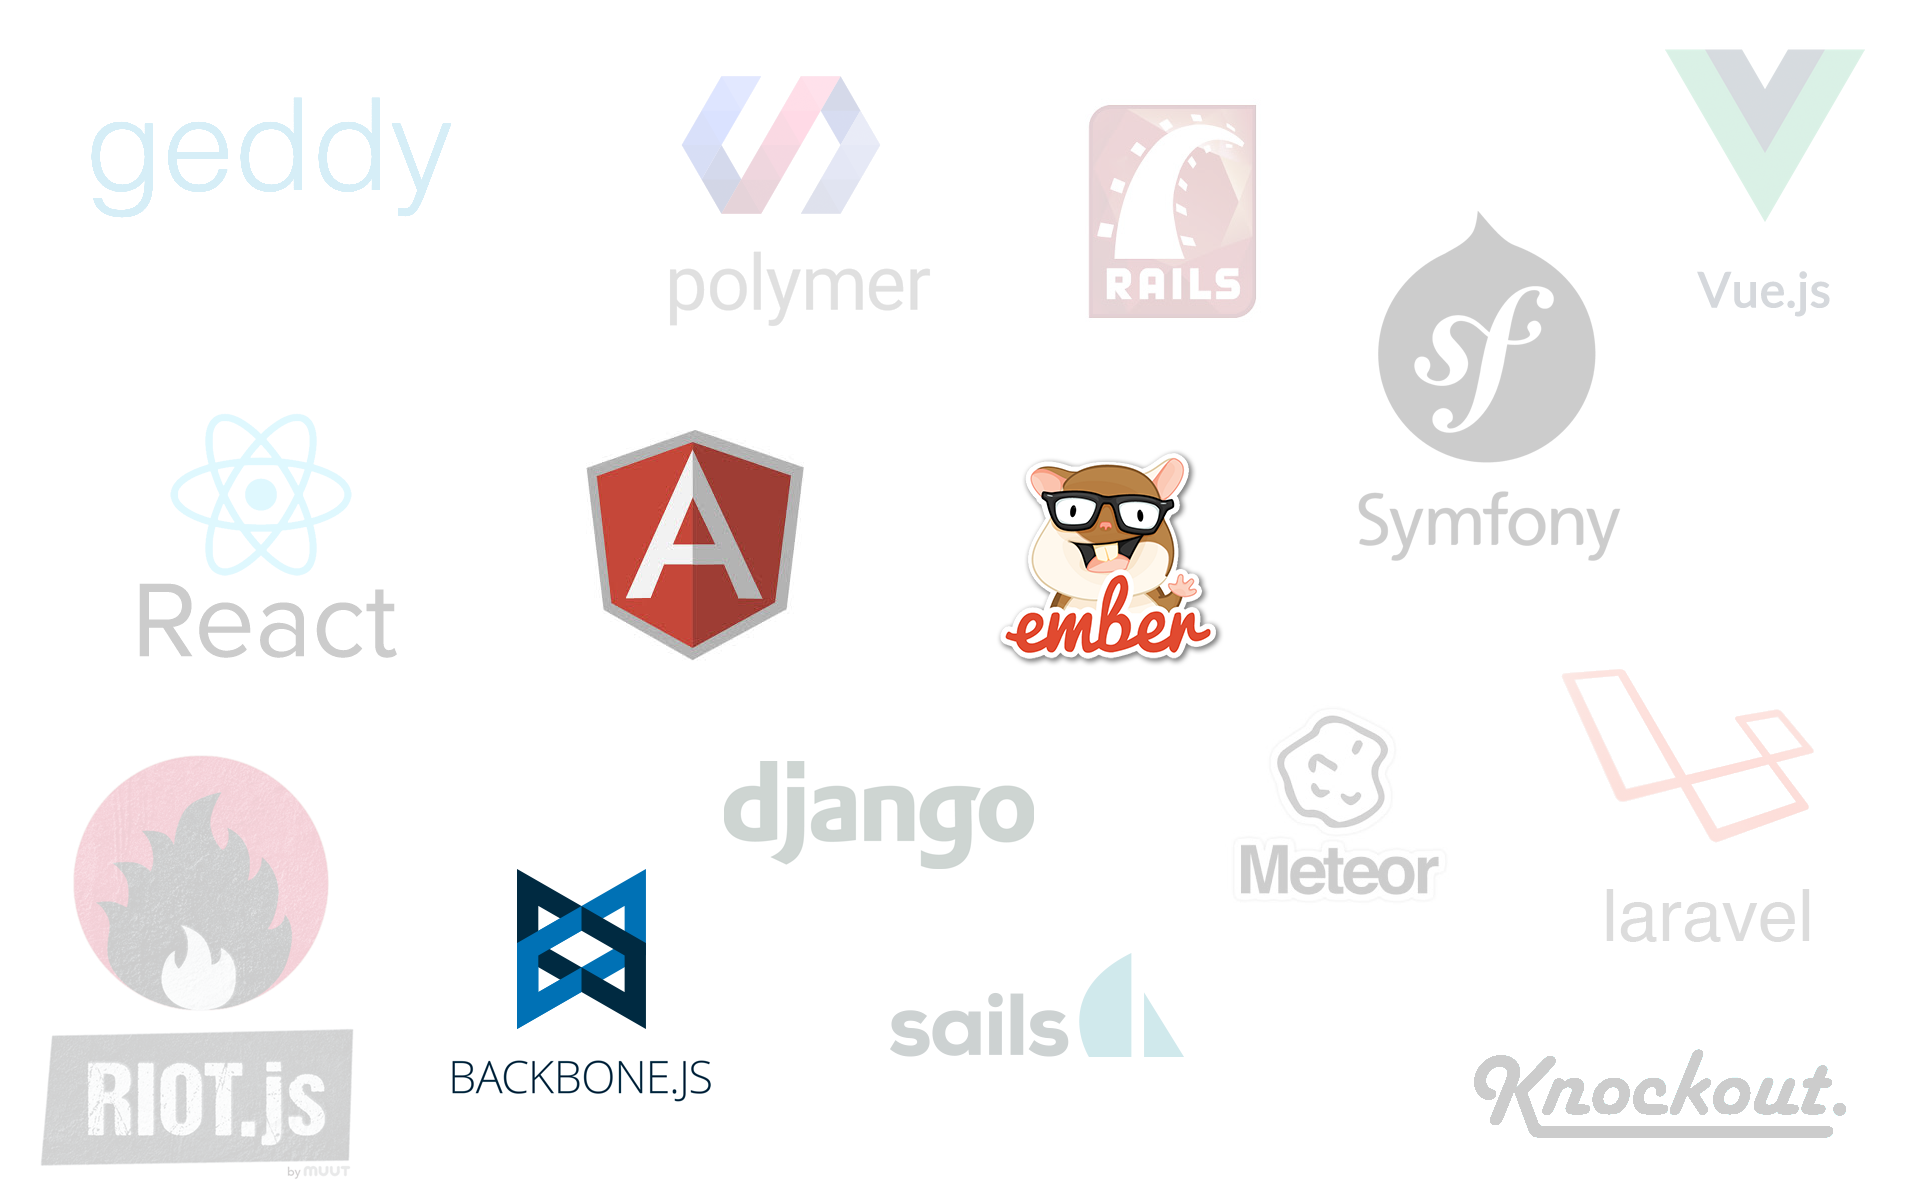 geddy
polymer
RAILS
Vue.js
sf
Symfony
React
A
ember
django
Meteor
laravel
RIOT.js
by MUUT
BACKBONE.JS
sails
Knockout.